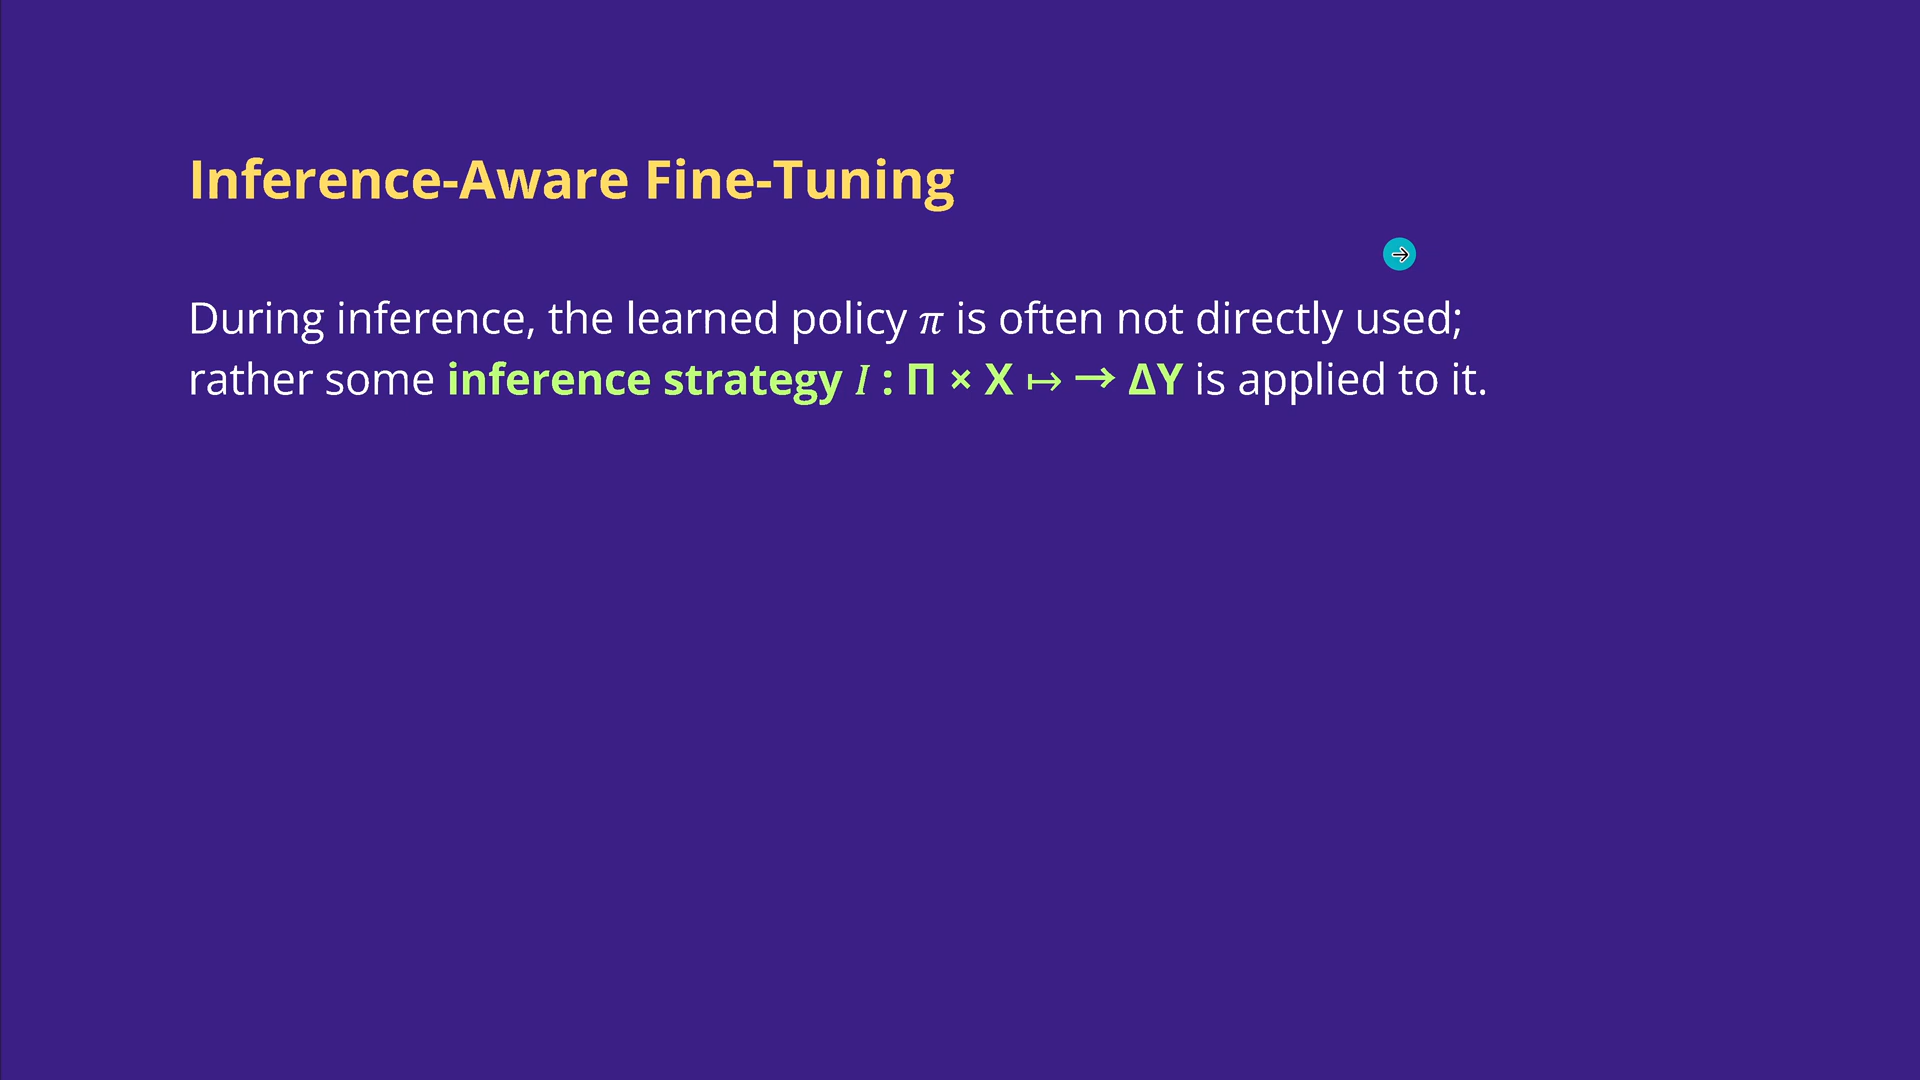 Inference-Aware Fine-Tuning
During inference, the learned policy π is often not directly used;
rather some inference strategy I : Π × X ↦ → ΔY is applied to it.